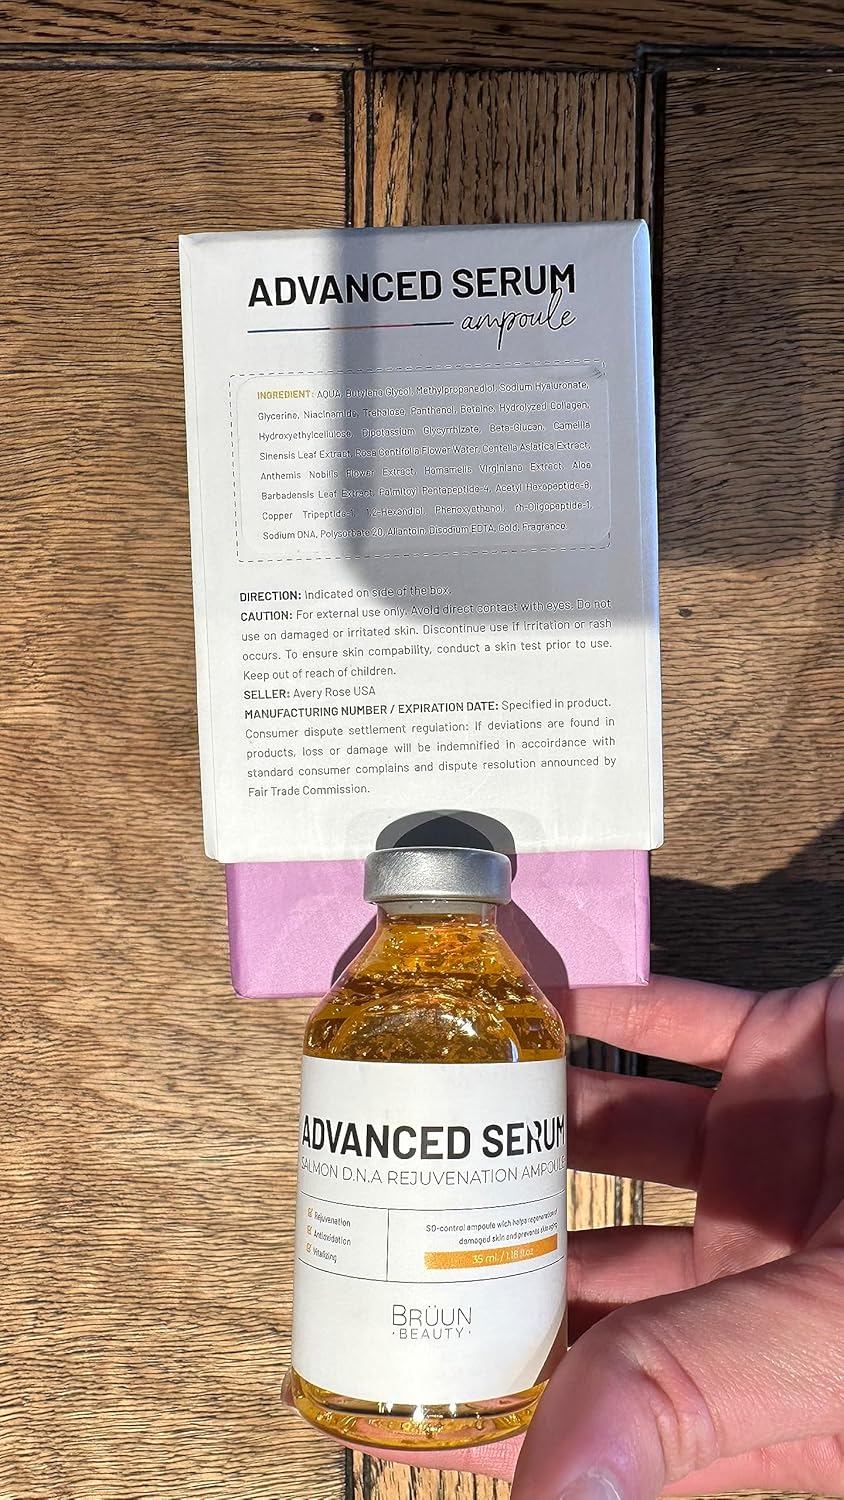 ADVANCED SERUM
ampoule
INGREDIENT: AQUA, Butylene Glycol, Methylpropanediol, Sodium Hyaluronate,
Glycerine, Niacinamide, Trehalose, Panthenol, Betaine, Hydrolyzed Collagen,
Hydroxyethylcellulose, Dipotassium Glycyrrhizate, Beta-Glucan, Camellia
Sinensis Leaf Extract, Rosa Centifolia Flower Water, Centella Asiatica Extract,
Anthemis Nobilis Flower Extract, Hamamelis Virginiana Extract, Aloe
Barbadensis Leaf Extract, Palmitoy Pentapeptide-4, Acetyl Hexapeptide-8,
Copper Tripeptide-1, 1,2-Hexandiol, Phenoxyethanol, rh-Oligopeptide-1,
Sodium DNA, Polysorbate 20, Allantoin, Disodium EDTA, Gold, Fragrance.
DIRECTION: Indicated on side of the box.
CAUTION: For external use only. Avoid direct contact with eyes. Do not
use on damaged or irritated skin. Discontinue use if irritation or rash
occurs. To ensure skin compability, conduct a skin test prior to use.
Keep out of reach of children.
SELLER: Avery Rose USA
MANUFACTURING NUMBER / EXPIRATION DATE: Specified in product.
Consumer dispute settlement regulation: If deviations are found in
products, loss or damage will be indemnified in accoirdance with
standard consumer complains and dispute resolution announced by
Fair Trade Commission.
ADVANCED SERUM
SALMON D.N.A REJUVENATION AMPOULE
Rejuvenation
Antioxidation
Vitalizing
SO-control ampoule wich helps regeneration of
damaged skin and prevents skin aging
35 ml / 1.18 fl.oz
BRÜUN
·BEAUTY·